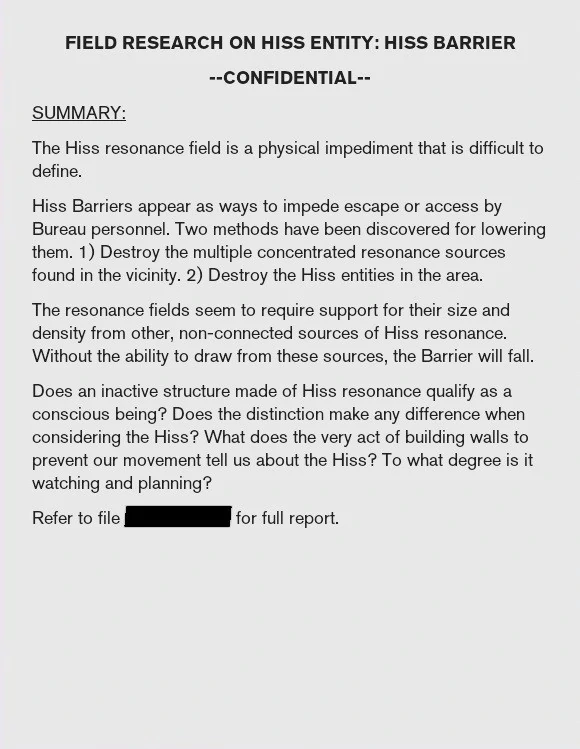 FIELD RESEARCH ON HISS ENTITY: HISS BARRIER
--CONFIDENTIAL--
SUMMARY:
The Hiss resonance field is a physical impediment that is difficult to
define.
Hiss Barriers appear as ways to impede escape or access by
Bureau personnel. Two methods have been discovered for lowering
them. 1) Destroy the multiple concentrated resonance sources
found in the vicinity. 2) Destroy the Hiss entities in the area.
The resonance fields seem to require support for their size and
density from other, non-connected sources of Hiss resonance.
Without the ability to draw from these sources, the Barrier will fall.
Does an inactive structure made of Hiss resonance qualify as a
conscious being? Does the distinction make any difference when
considering the Hiss? What does the very act of building walls to
prevent our movement tell us about the Hiss? To what degree is it
watching and planning?
Refer to file for full report.